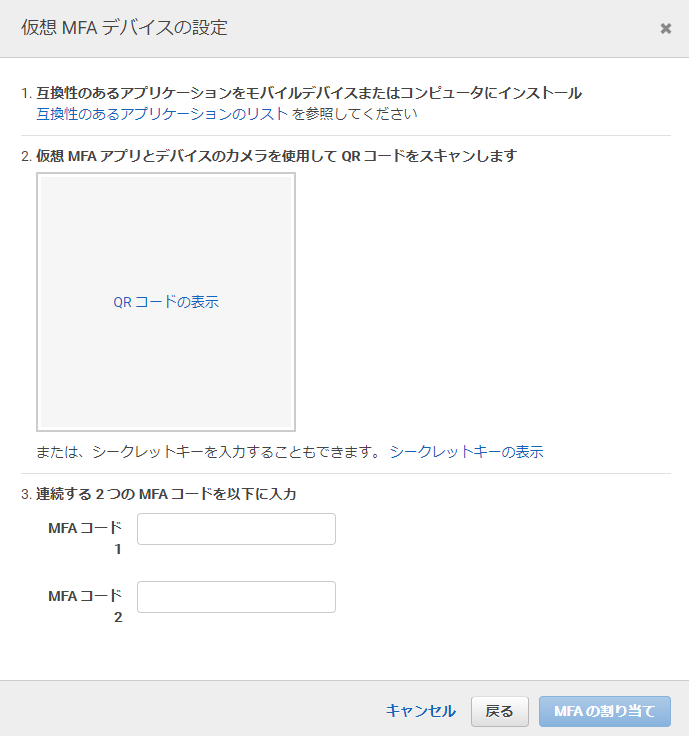 仮想 MFA デバイスの設定
1. 互換性のあるアプリケーションをモバイルデバイスまたはコンピュータにインストール
互換性のあるアプリケーションのリスト を参照してください
2. 仮想 MFA アプリとデバイスのカメラを使用して QR コードをスキャンします
QR コードの表示
または、シークレットキーを入力することもできます。 シークレットキーの表示
3. 連続する 2 つの MFA コードを以下に入力
MFA コード
1
MFA コード
2
キャンセル 戻る MFA の割り当て